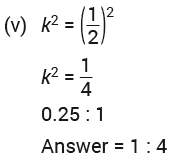 (v) k² = (1/2)²
k² = 1/4
0.25 : 1
Answer = 1 : 4